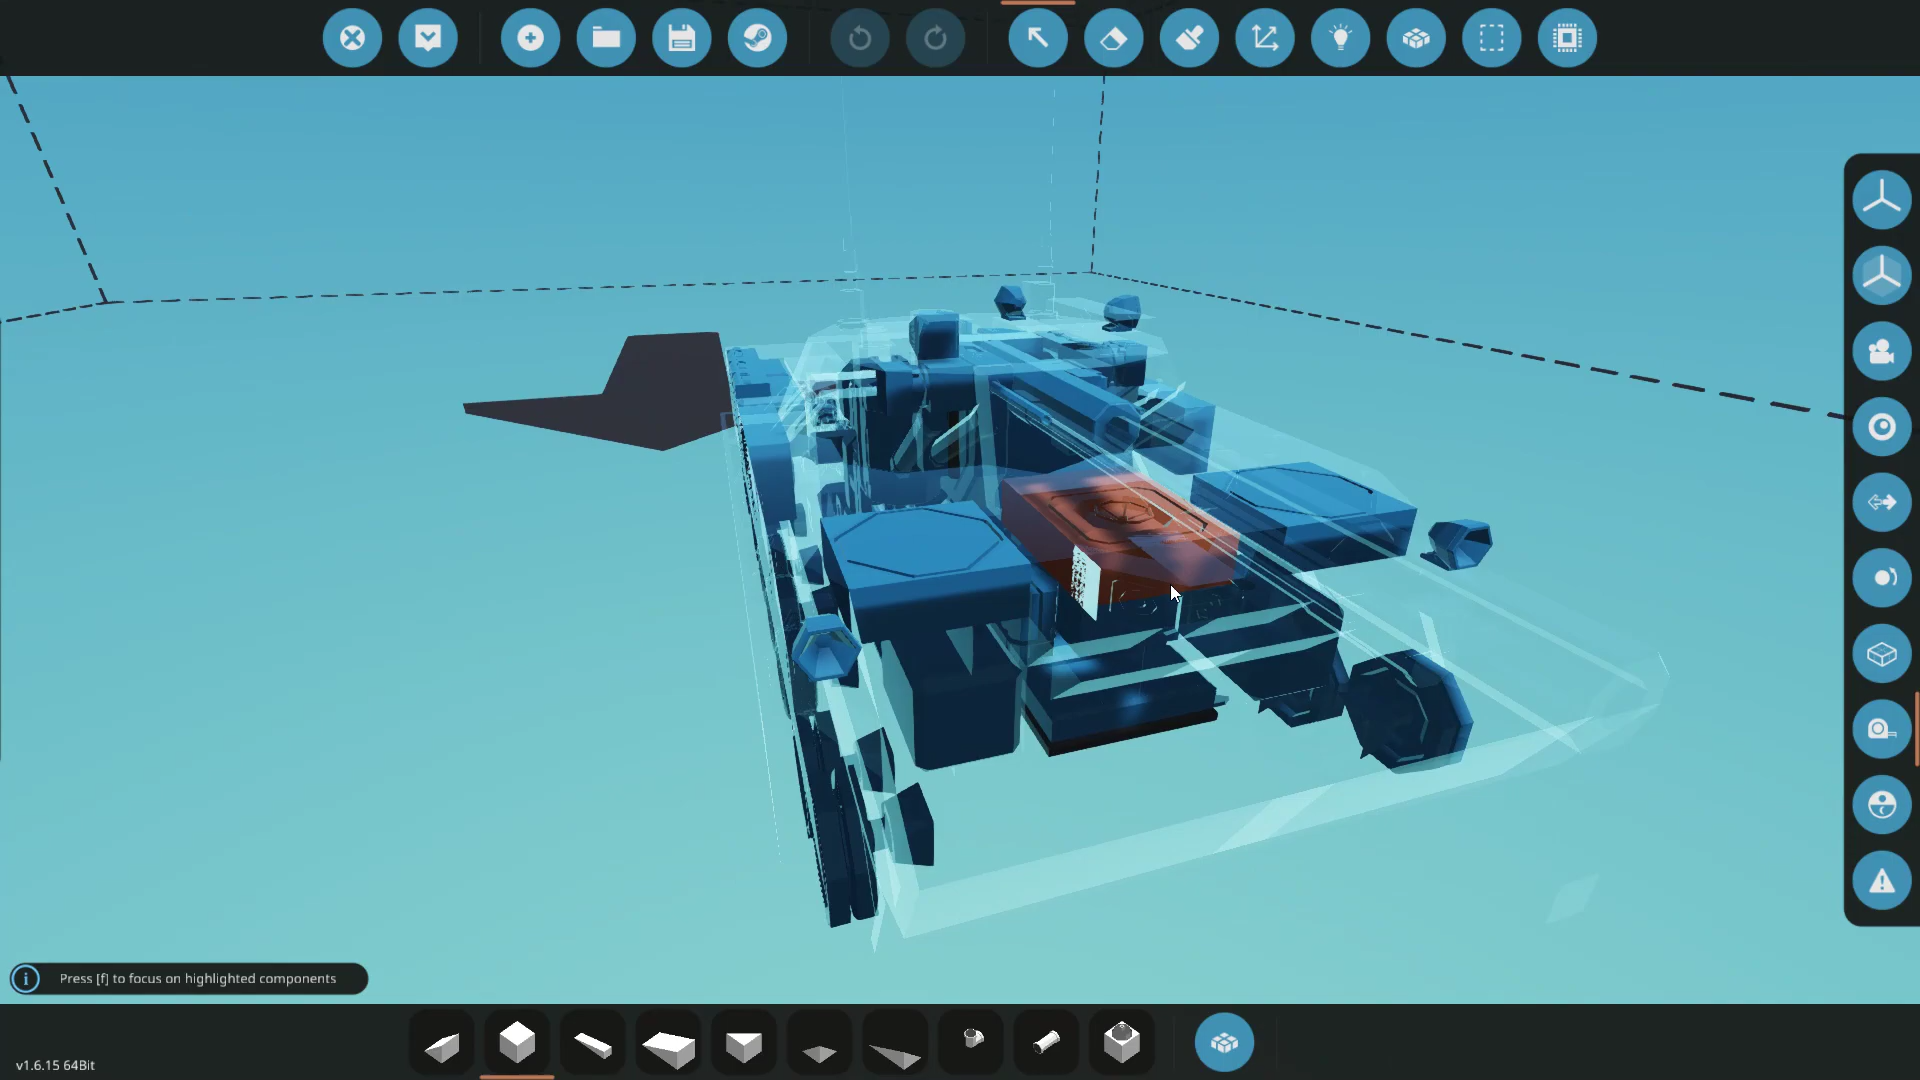 Press [f] to focus on highlighted components
v1.6.15 64Bit